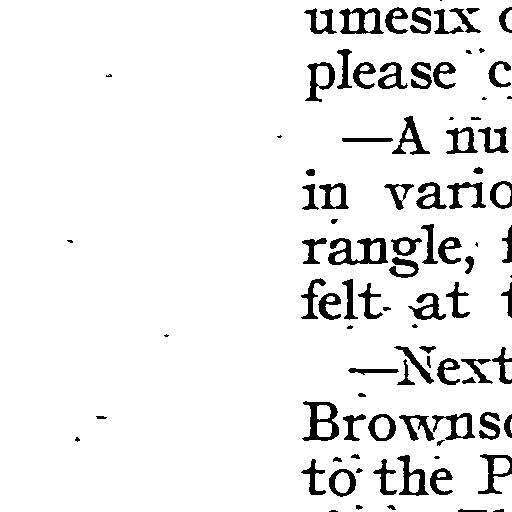 umesix
please c
—A nu
in vario
rangle,
felt at t
—Next
Brownso
to the P